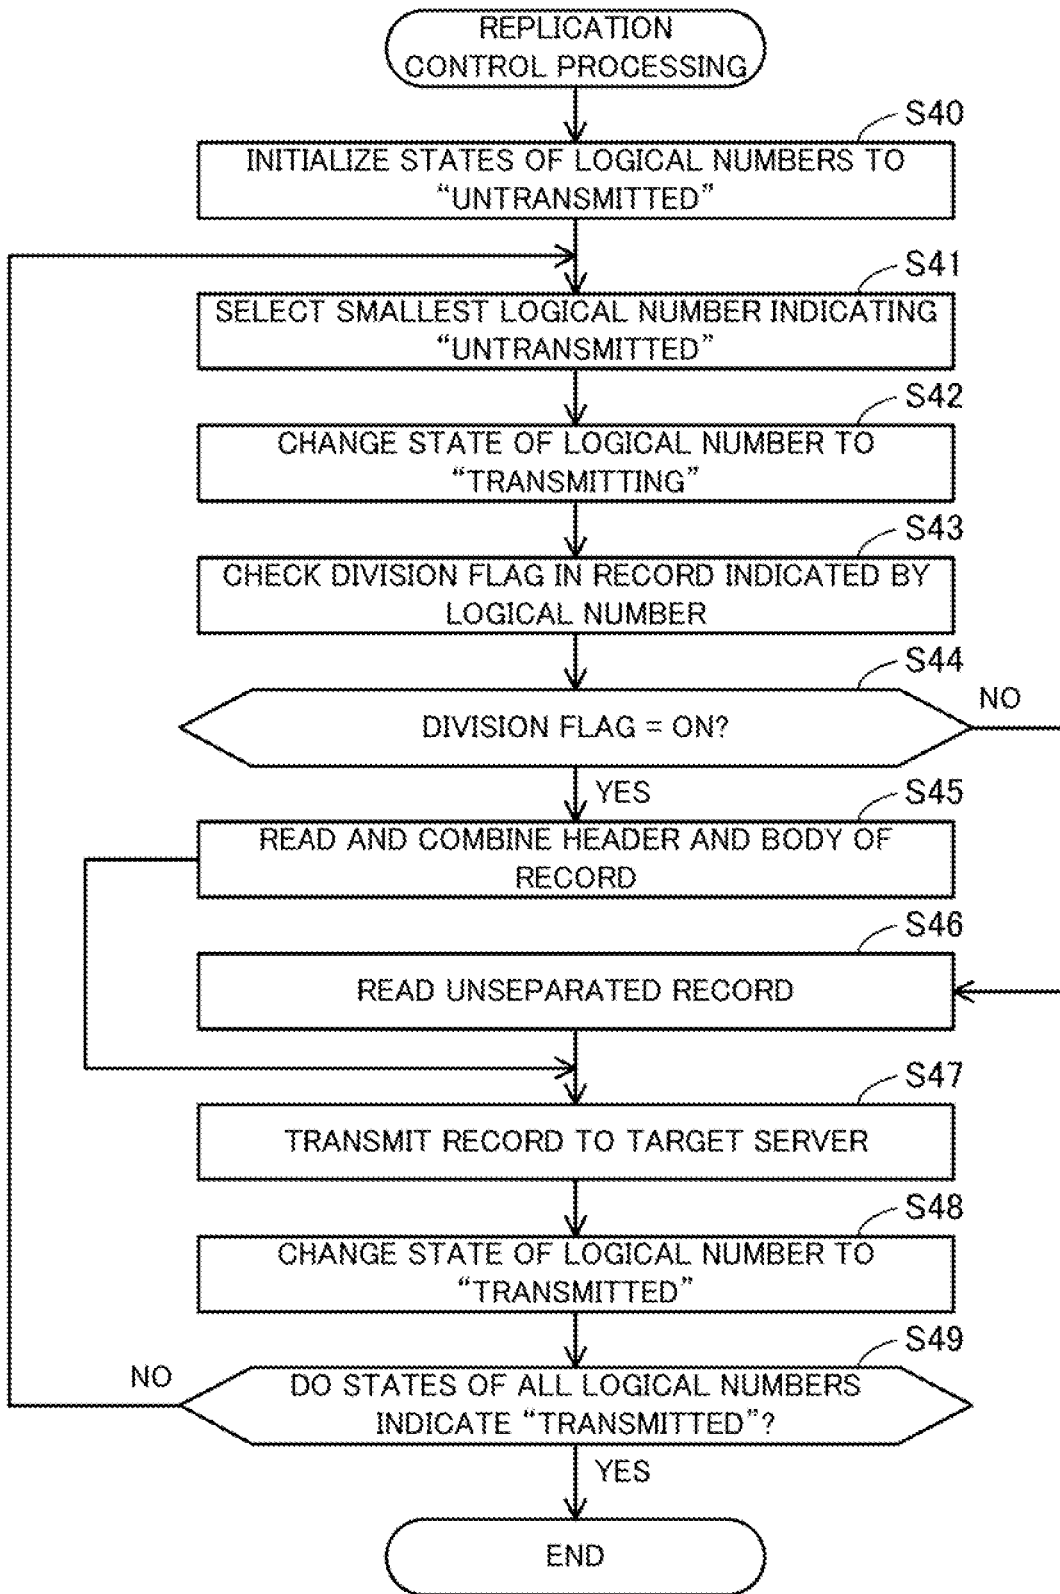 REPLICATION
CONTROL PROCESSING
S40
INITIALIZE STATES OF LOGICAL NUMBERS TO
“UNTRANSMITTED”
S41
SELECT SMALLEST LOGICAL NUMBER INDICATING
“UNTRANSMITTED”
S42
CHANGE STATE OF LOGICAL NUMBER TO
“TRANSMITTING”
S43
CHECK DIVISION FLAG IN RECORD INDICATED BY
LOGICAL NUMBER
S44
DIVISION FLAG = ON?
NO
YES
S45
READ AND COMBINE HEADER AND BODY OF
RECORD
S46
READ UNSEPARATED RECORD
S47
TRANSMIT RECORD TO TARGET SERVER
S48
CHANGE STATE OF LOGICAL NUMBER TO
“TRANSMITTED”
S49
NO
DO STATES OF ALL LOGICAL NUMBERS
INDICATE “TRANSMITTED”?
YES
END